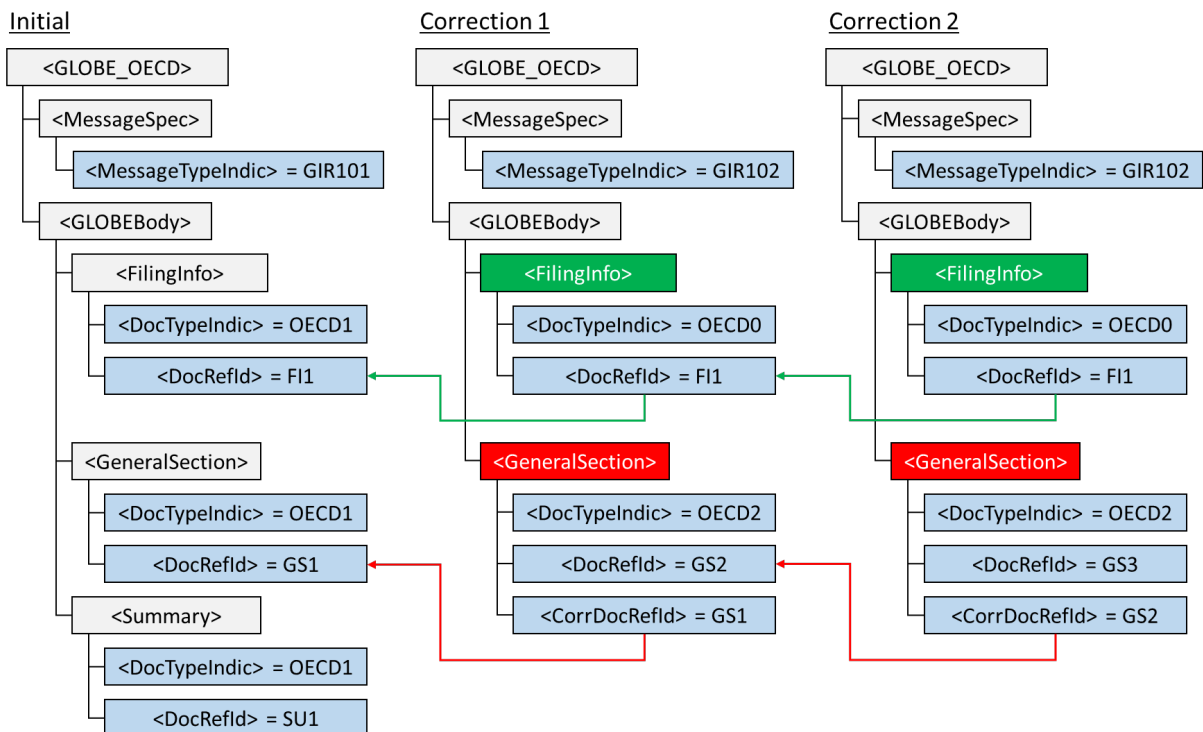 Initial
<GLOBE_OECD>
<MessageSpec>
<MessageTypeIndic> = GIR101
<GLOBEBody>
<FilingInfo>
<DocTypeIndic> = OECD1
<DocRefId> = FI1
<GeneralSection>
<DocTypeIndic> = OECD1
<DocRefId> = GS1
<Summary>
<DocTypeIndic> = OECD1
<DocRefId> = SU1
Correction 1
<GLOBE_OECD>
<MessageSpec>
<MessageTypeIndic> = GIR102
<GLOBEBody>
<FilingInfo>
<DocTypeIndic> = OECD0
<DocRefId> = FI1
<GeneralSection>
<DocTypeIndic> = OECD2
<DocRefId> = GS2
<CorrDocRefId> = GS1
Correction 2
<GLOBE_OECD>
<MessageSpec>
<MessageTypeIndic> = GIR102
<GLOBEBody>
<FilingInfo>
<DocTypeIndic> = OECD0
<DocRefId> = FI1
<GeneralSection>
<DocTypeIndic> = OECD2
<DocRefId> = GS3
<CorrDocRefId> = GS2